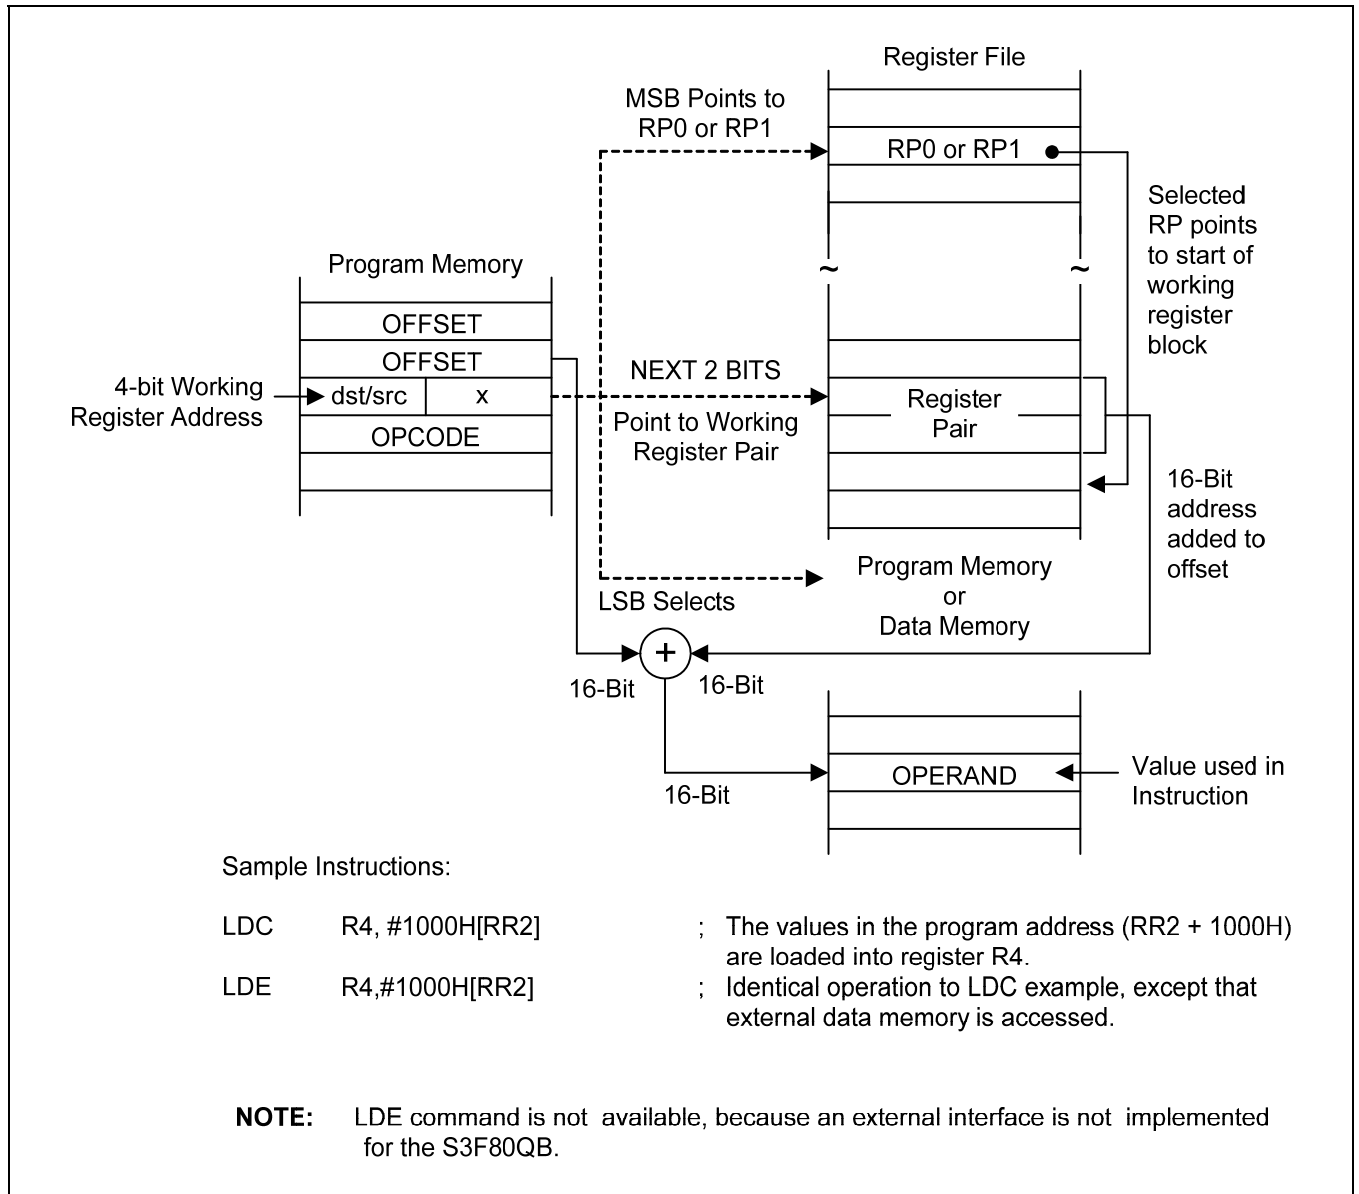 Register File
MSB Points to
RP0 or RP1
RP0 or RP1
Selected
RP points
to start of
working
register
block
~
~
Program Memory
OFFSET
OFFSET
4-bit Working
Register Address
dst/src
x
OPCODE
NEXT 2 BITS
Point to Working
Register Pair
Register
Pair
16-Bit
address
added to
offset
Program Memory
or
Data Memory
LSB Selects
+
16-Bit
16-Bit
16-Bit
OPERAND
Value used in
Instruction
Sample Instructions:
LDC R4, #1000H[RR2] ; The values in the program address (RR2 + 1000H)
are loaded into register R4.
LDE R4,#1000H[RR2] ; Identical operation to LDC example, except that
external data memory is accessed.
NOTE: LDE command is not available, because an external interface is not implemented
for the S3F80QB.